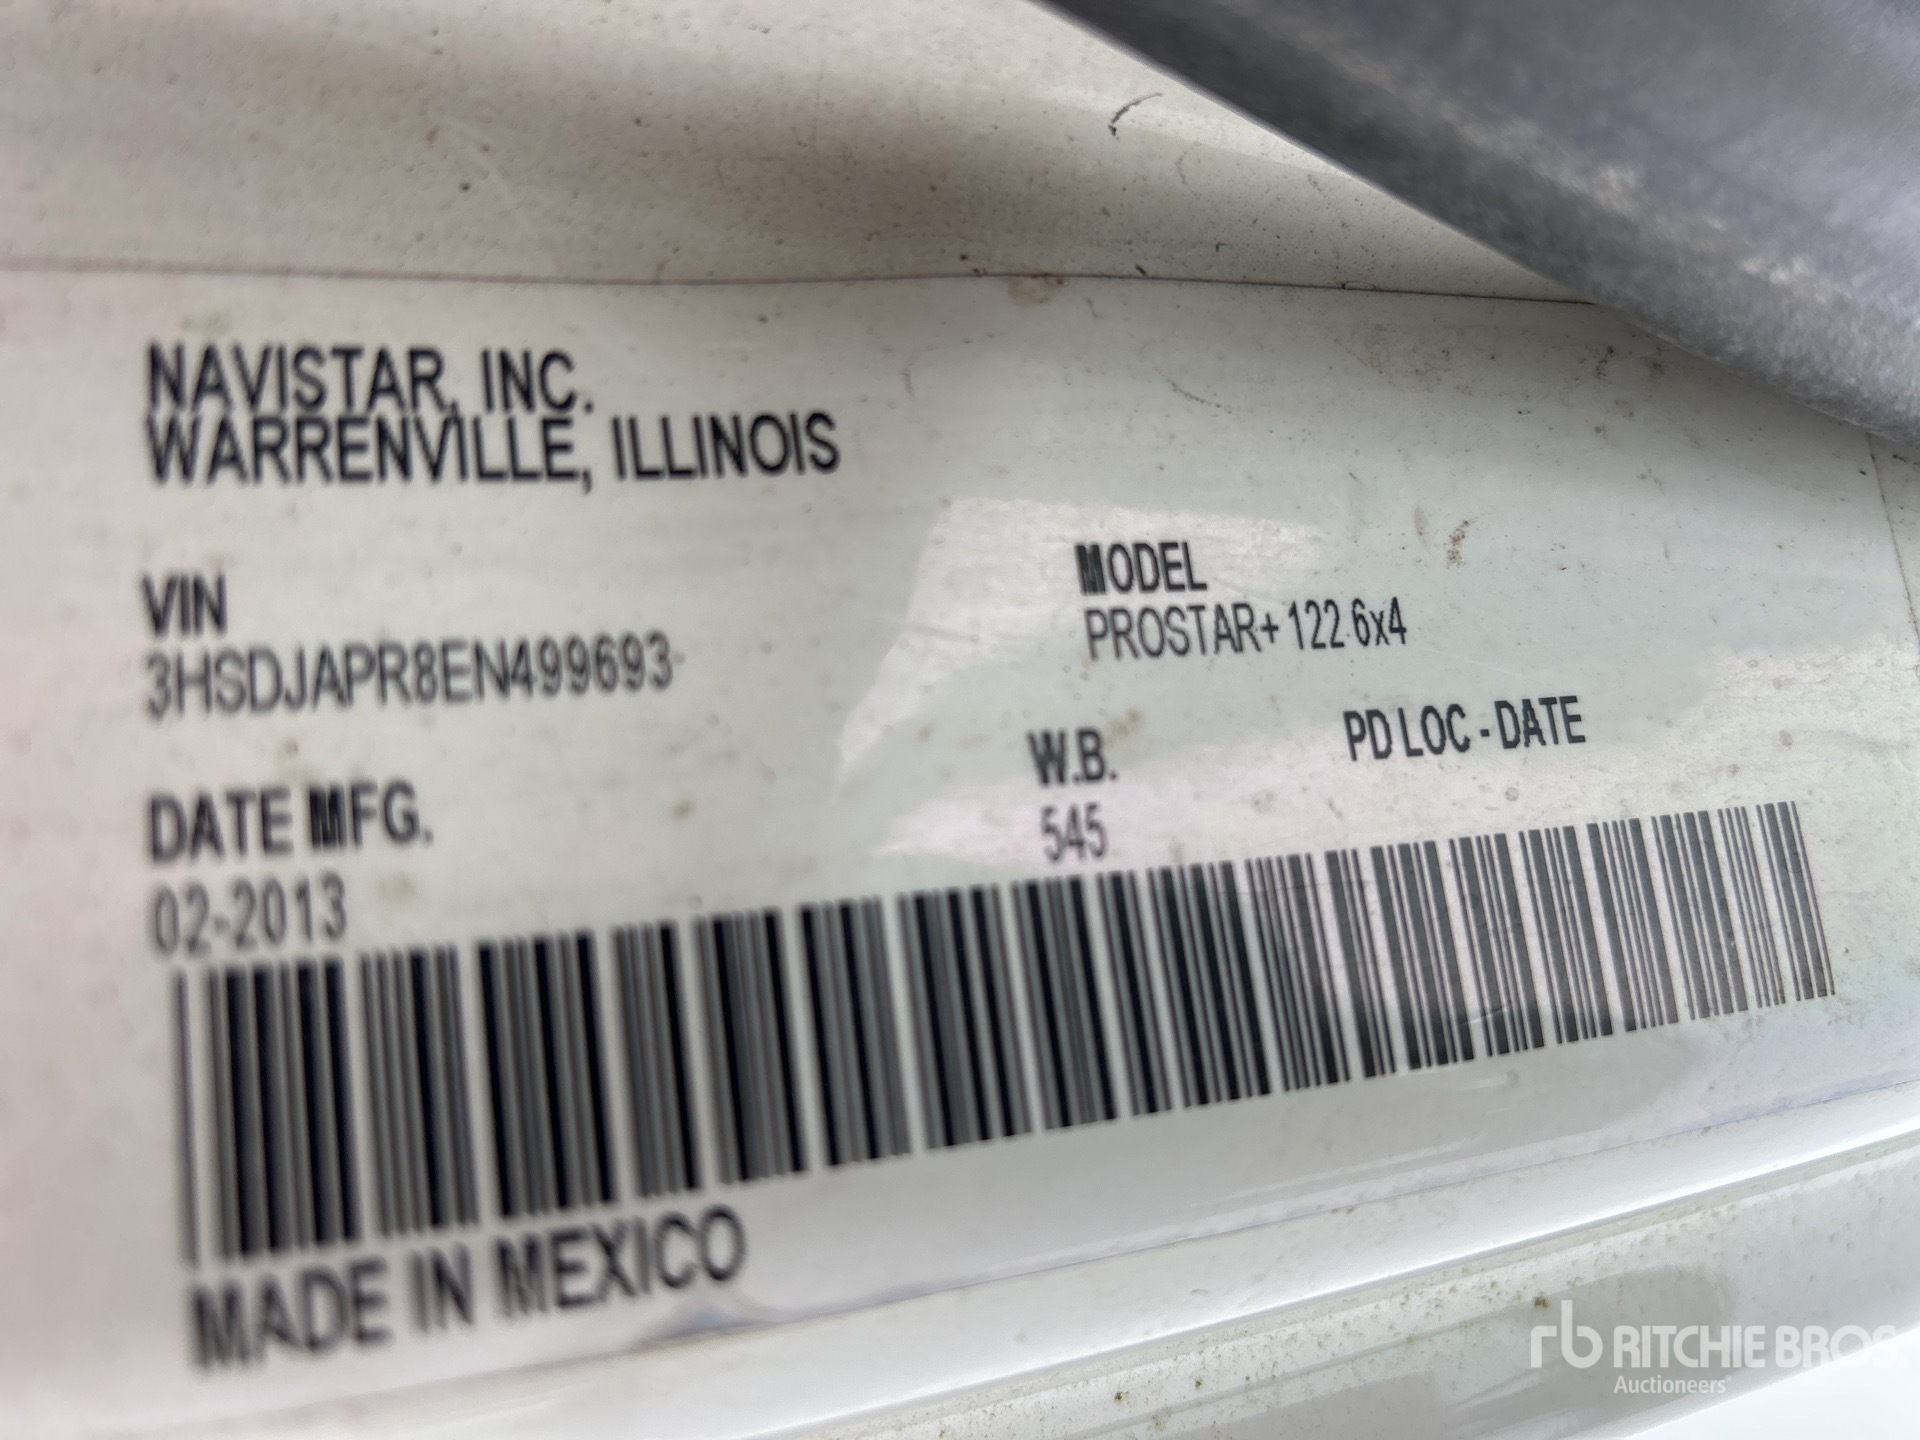 NAVISTAR, INC.
WARRENVILLE, ILLINOIS
VIN
3HSDJAPR8EN499693
MODEL
PROSTAR+ 122 6x4
DATE MFG.
02-2013
W.B.
545
PD LOC - DATE
MADE IN MEXICO
rb RITCHIE BROS.
Auctioneers